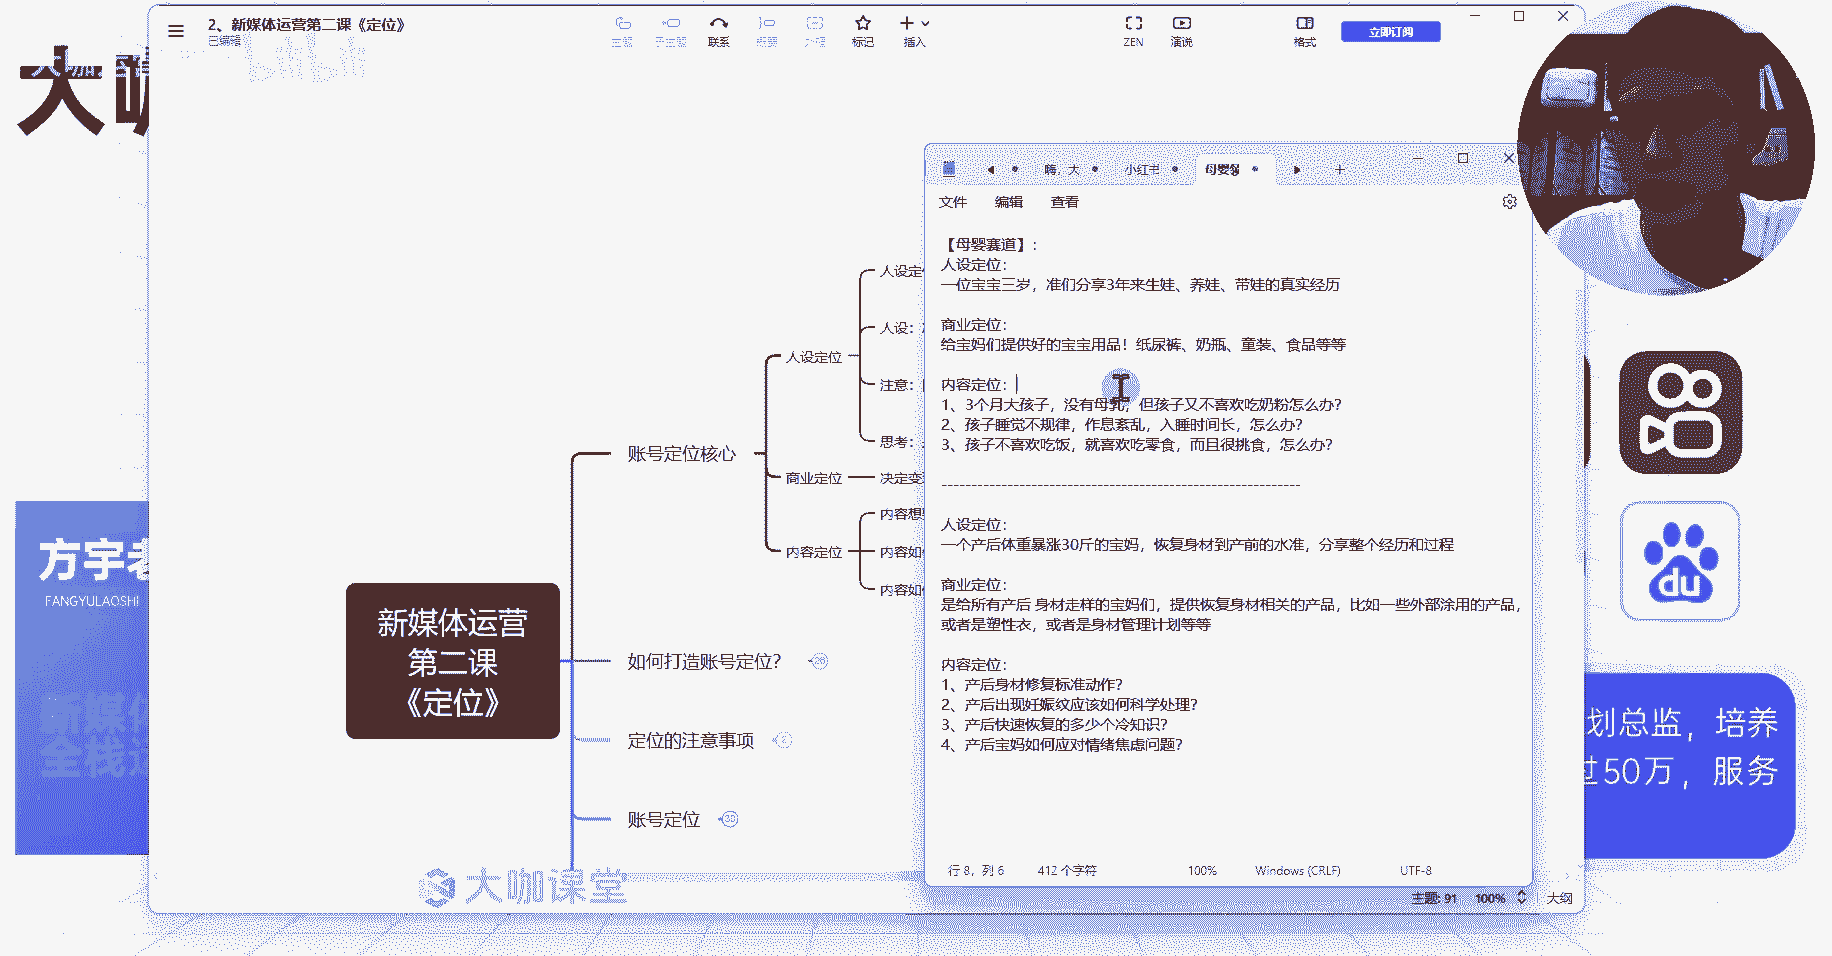 2、新媒体运营第二课《定位》
已编辑
主题
子主题
联系
概要
外框
标记
插入
ZEN
演说
格式
立即订阅
大咖
方宇老
FANGYULAOSHI
新媒体运营
第二课
《定位》
账号定位核心
人设定位
人设定
人设：
注意：
思考：
商业定位
决定变
内容定位
内容想
内容如
内容如
如何打造账号定位？
26
定位的注意事项
账号定位
大咖课堂
嗨，大
小红书
母婴
文件
编辑
查看
【母婴赛道】：
人设定位：
一位宝宝三岁，准们分享3年来生娃、养娃、带娃的真实经历
商业定位：
给宝妈们提供好的宝宝用品！纸尿裤、奶瓶、童装、食品等等
内容定位：
1、3个月大孩子，没有母乳，但孩子又不喜欢吃奶粉怎么办？
2、孩子睡觉不规律，作息紊乱，入睡时间长，怎么办？
3、孩子不喜欢吃饭，就喜欢吃零食，而且很挑食，怎么办？
------------------------------------------------------------
人设定位：
一个产后体重暴涨30斤的宝妈，恢复身材到产前的水准，分享整个经历和过程
商业定位：
是给所有产后 身材走样的宝妈们，提供恢复身材相关的产品，比如一些外部涂用的产品，
或者是塑性衣，或者是身材管理计划等等
内容定位：
1、产后身材修复标准动作？
2、产后出现妊娠纹应该如何科学处理？
3、产后快速恢复的多少个冷知识？
4、产后宝妈如何应对情绪焦虑问题？
行 8，列 6
412 个字符
100%
Windows (CRLF)
UTF-8
主题: 91
100%
大纲
du
划总监，培养
过50万，服务